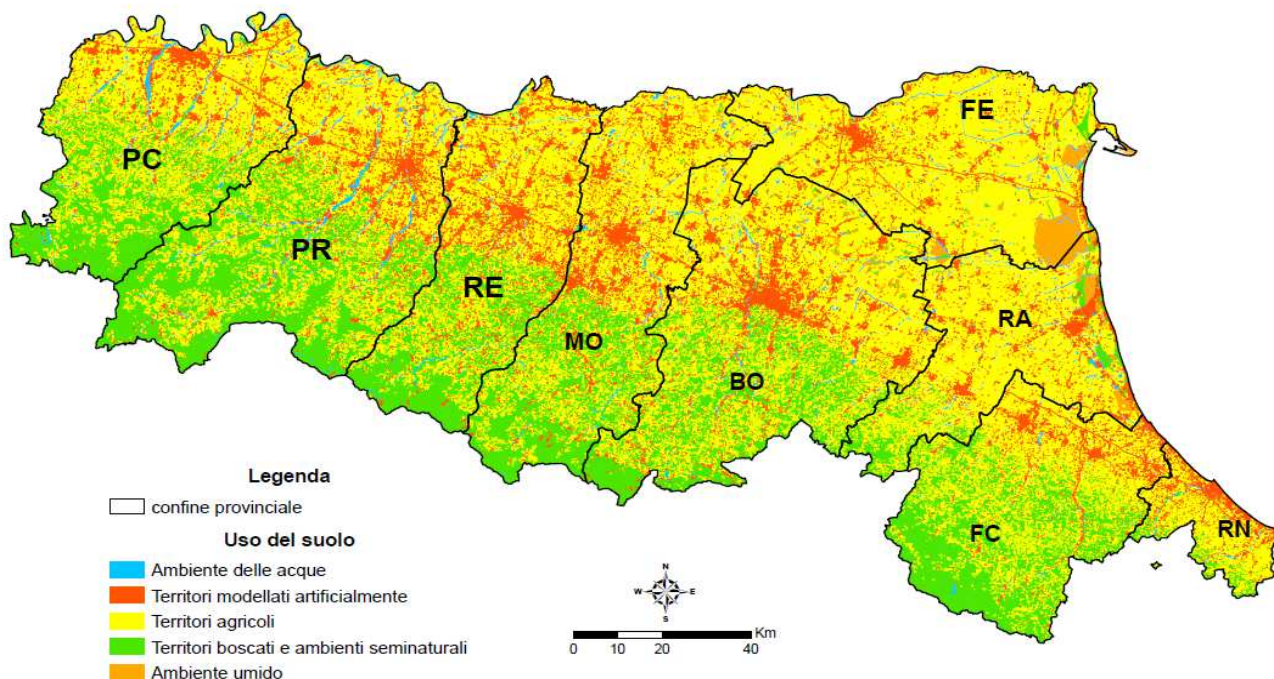 FE
PC
PR
RE
RA
MO
BO
FC
RN
Legenda
confine provinciale
Uso del suolo
Ambiente delle acque
Territori modellati artificialmente
Territori agricoli
Territori boscati e ambienti seminaturali
Ambiente umido
N
W E
S
Km
0 10 20 40